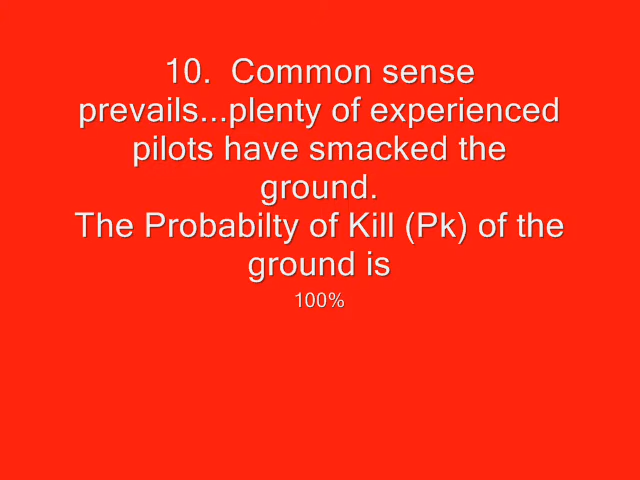 10.  Common sense
prevails...plenty of experienced
pilots have smacked the
ground.
The Probabilty of Kill (Pk) of the
ground is
100%